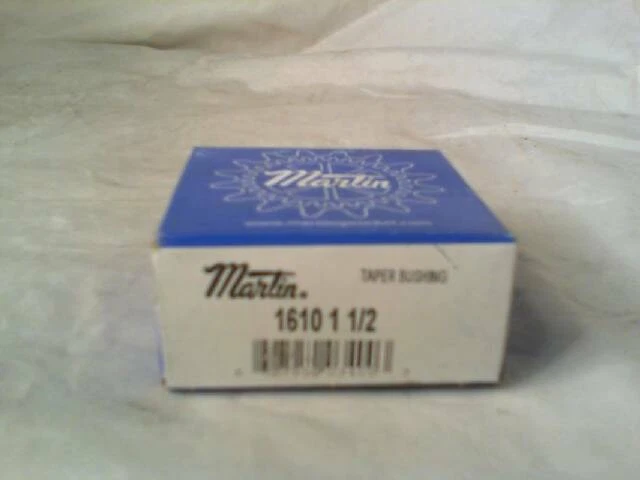 Martin
Martin.
TAPER BUSHING
1610 1 1/2